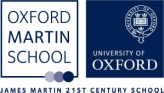 OXFORD
MARTIN
SCHOOL
UNIVERSITY OF
OXFORD
JAMES MARTIN 21ST CENTURY SCHOOL